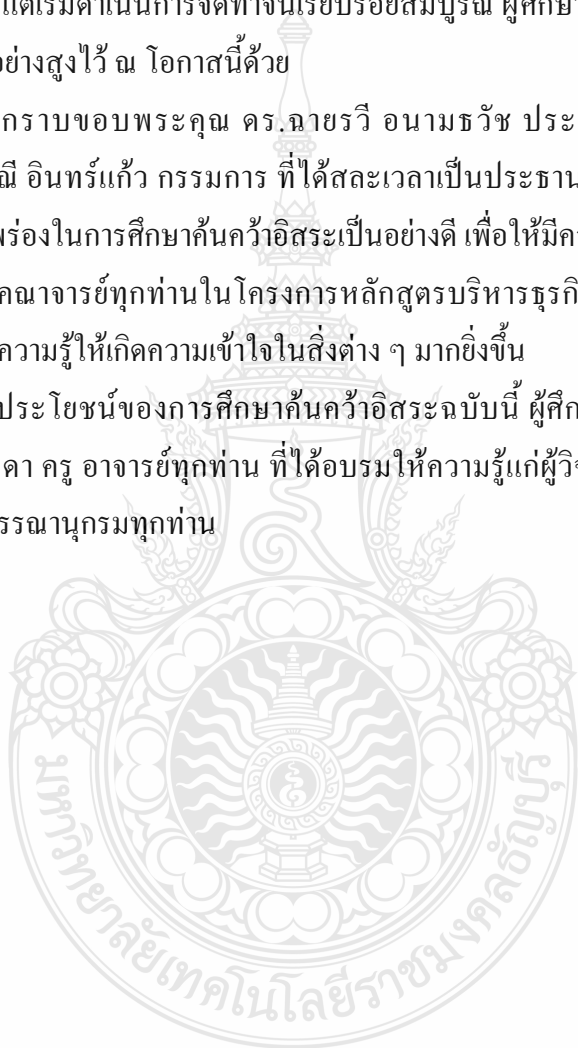 แต่เริ่มดำเนินการจัดทำจนเรียบร้อยสมบูรณ์ ผู้ศึกษา
อย่างสูงไว้ ณ โอกาสนี้ด้วย
กราบขอบพระคุณ ดร.ฉายรวี อนามธวัช ประ
ณี อินทร์แก้ว กรรมการ ที่ได้สละเวลาเป็นประธาน
พร่องในการศึกษาค้นคว้าอิสระเป็นอย่างดี เพื่อให้มีคว
คณาจารย์ทุกท่านในโครงการหลักสูตรบริหารธุรกิ
ความรู้ให้เกิดความเข้าใจในสิ่งต่าง ๆ มากยิ่งขึ้น
ประโยชน์ของการศึกษาค้นคว้าอิสระฉบับนี้ ผู้ศึก
ดา ครู อาจารย์ทุกท่าน ที่ได้อบรมให้ความรู้แก่ผู้วิจ
รรณานุกรมทุกท่าน
มหาวิทยาลัยเทคโนโลยีราชมงคลธัญบุรี